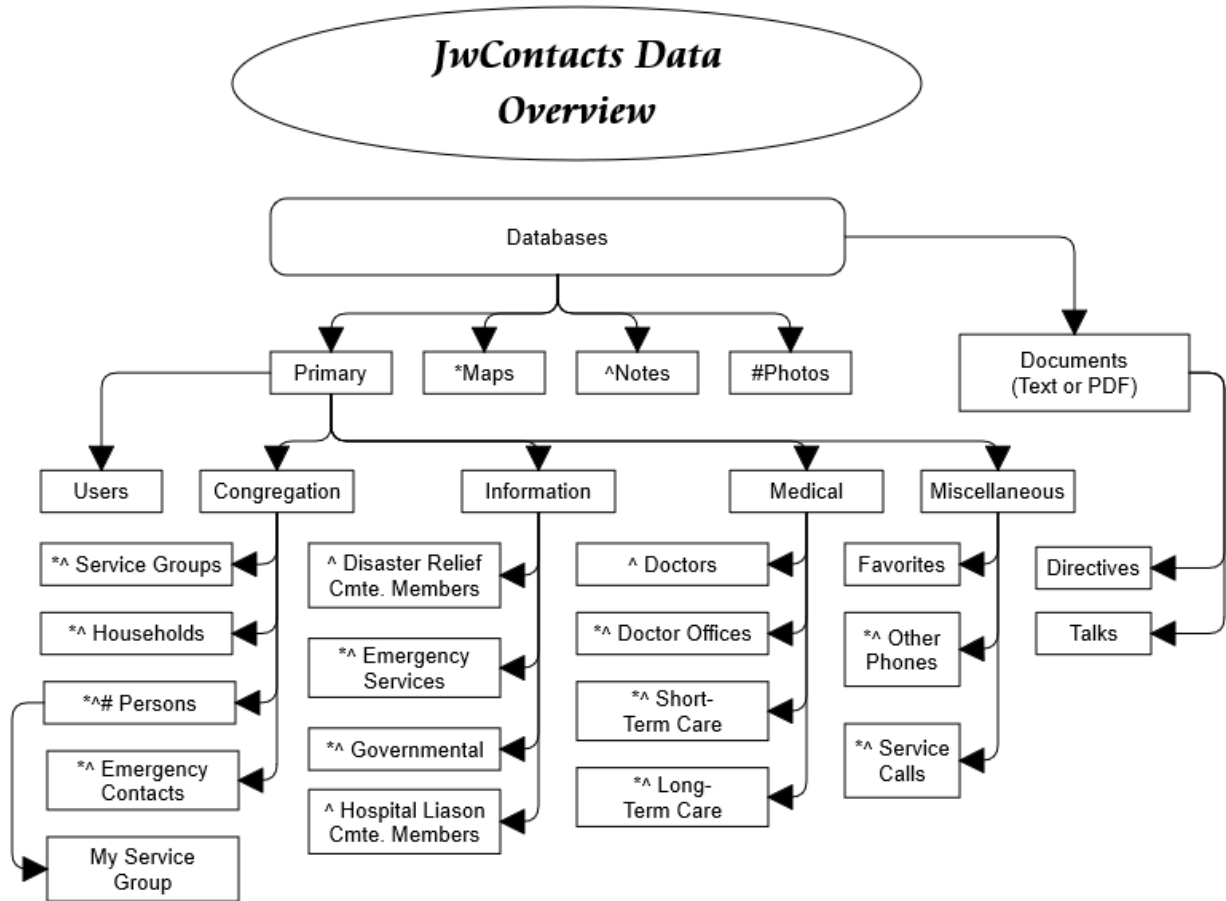 JwContacts Data
Overview
Databases
Primary
*Maps
^Notes
#Photos
Documents
(Text or PDF)
Users
Congregation
Information
Medical
Miscellaneous
*^ Service Groups
*^ Households
*^# Persons
*^ Emergency
Contacts
My Service
Group
^ Disaster Relief
Cmte. Members
*^ Emergency
Services
*^ Governmental
^ Hospital Liason
Cmte. Members
^ Doctors
*^ Doctor Offices
*^ Short-
Term Care
*^ Long-
Term Care
Favorites
*^ Other
Phones
*^ Service
Calls
Directives
Talks